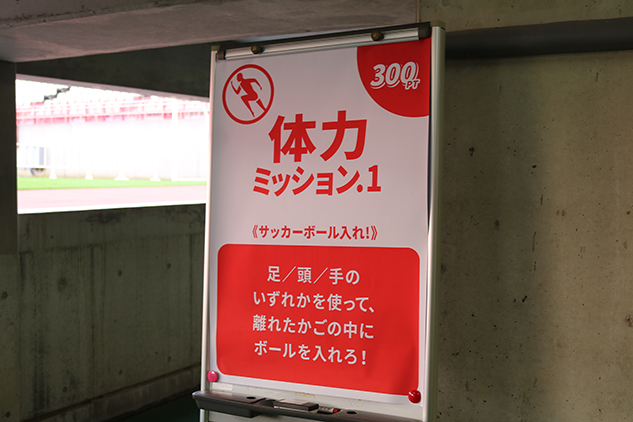 300PT
体力
ミッション.1
《サッカーボール入れ!》
足／頭／手の
いずれかを使って、
離れたかごの中に
ボールを入れろ!